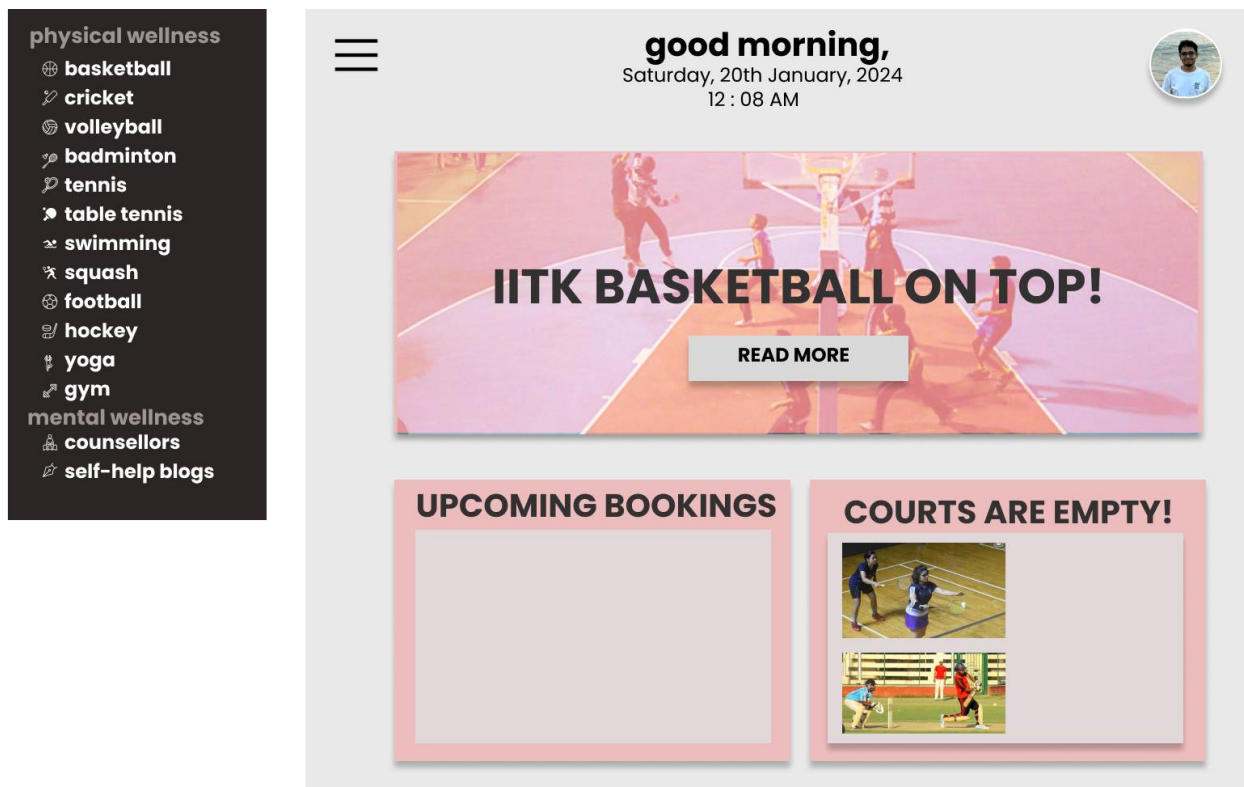 physical wellness
basketball
cricket
volleyball
badminton
tennis
table tennis
swimming
squash
football
hockey
yoga
gym
mental wellness
counsellors
self-help blogs
good morning,
Saturday, 20th January, 2024
12 : 08 AM
IITK BASKETBALL ON TOP!
READ MORE
UPCOMING BOOKINGS
COURTS ARE EMPTY!